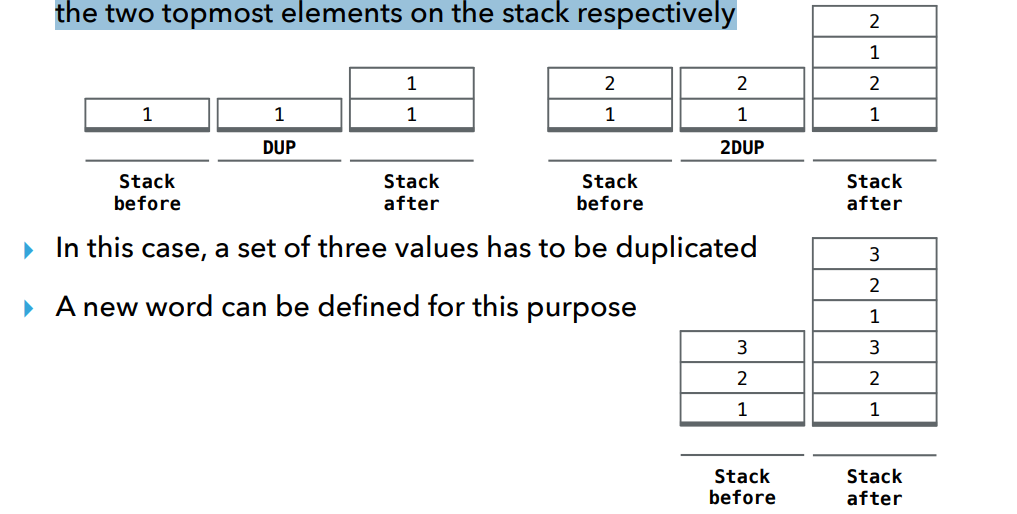 the two topmost elements on the stack respectively
2
1
1 2 2 2
1 1 1 1 1 1
DUP 2DUP
Stack Stack Stack Stack
before after before after
In this case, a set of three values has to be duplicated
3
2
A new word can be defined for this purpose
1
3 3
2 2
1 1
Stack Stack
before after